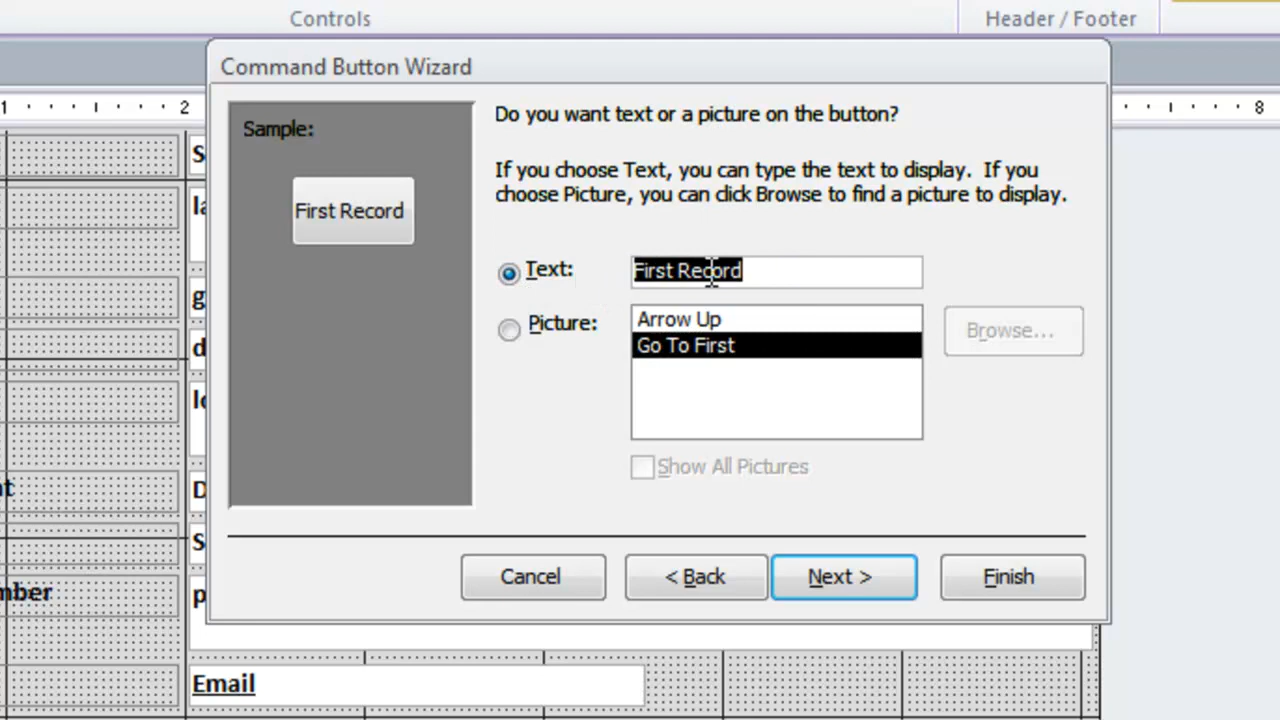 Controls
Header / Footer
Command Button Wizard
1
2
8
Sample:
First Record
Do you want text or a picture on the button?
If you choose Text, you can type the text to display. If you
choose Picture, you can click Browse to find a picture to display.
Text:
First Record
Picture:
Arrow Up
Go To First
Browse...
Show All Pictures
Cancel
< Back
Next >
Finish
Email